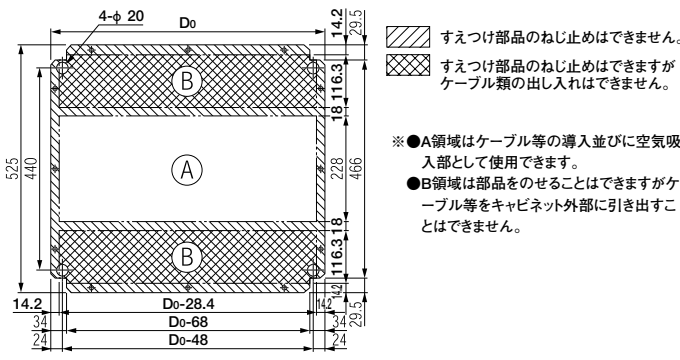 4-φ 20
D₀
14.2
29.5
すえつけ部品のねじ止めはできません。
すえつけ部品のねじ止めはできますが
ケーブル類の出し入れはできません。
B
116.3
18
525
440
A
228
466
※●A領域はケーブル等の導入並びに空気吸
入部として使用できます。
●B領域は部品をのせることはできますがケ
ーブル等をキャビネット外部に引き出すこ
とはできません。
18
B
116.3
14.2
29.5
14.2
D₀-28.4
14.2
34
D₀-68
34
24
D₀-48
24